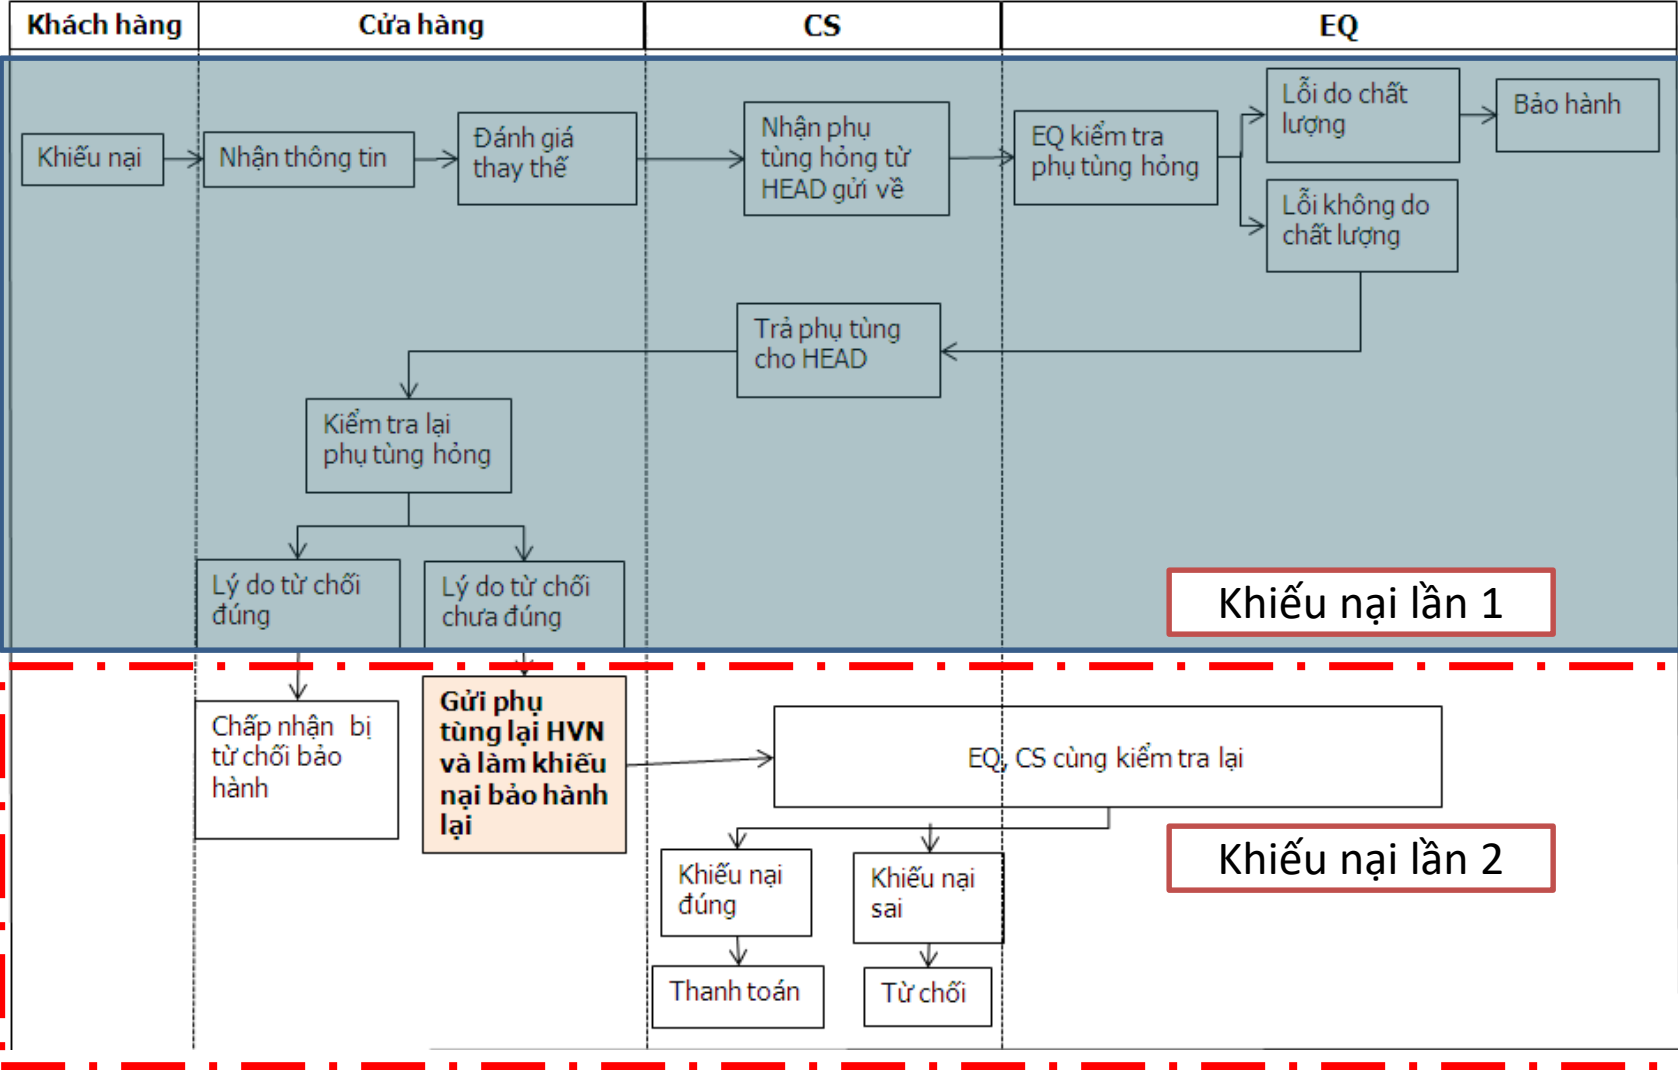 Khách hàng
Cửa hàng
CS
EQ
Khiếu nại
Nhận thông tin
Đánh giá
thay thế
Nhận phụ
tùng hỏng từ
HEAD gửi về
EQ kiểm tra
phụ tùng hỏng
Lỗi do chất
lượng
Bảo hành
Lỗi không do
chất lượng
Trả phụ tùng
cho HEAD
Kiểm tra lại
phụ tùng hỏng
Lý do từ chối
đúng
Lý do từ chối
chưa đúng
Khiếu nại lần 1
Chấp nhận bị
từ chối bảo
hành
Gửi phụ
tùng lại HVN
và làm khiếu
nại bảo hành
lại
EQ, CS cùng kiểm tra lại
Khiếu nại lần 2
Khiếu nại
đúng
Khiếu nại
sai
Thanh toán
Từ chối